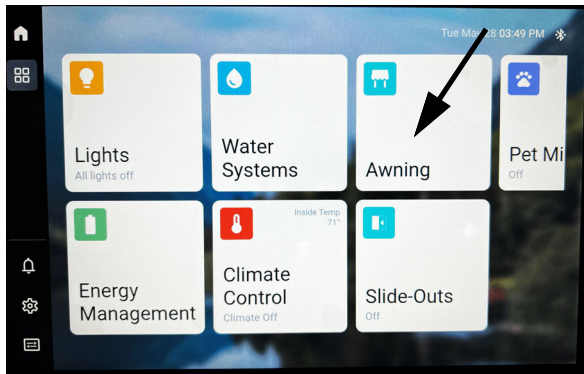 Tue May 28 03:49 PM
Lights
All lights off
Water
Systems
Awning
Pet Mi
Off
Energy
Management
Inside Temp
71°
Climate
Control
Climate Off
Slide-Outs
Off